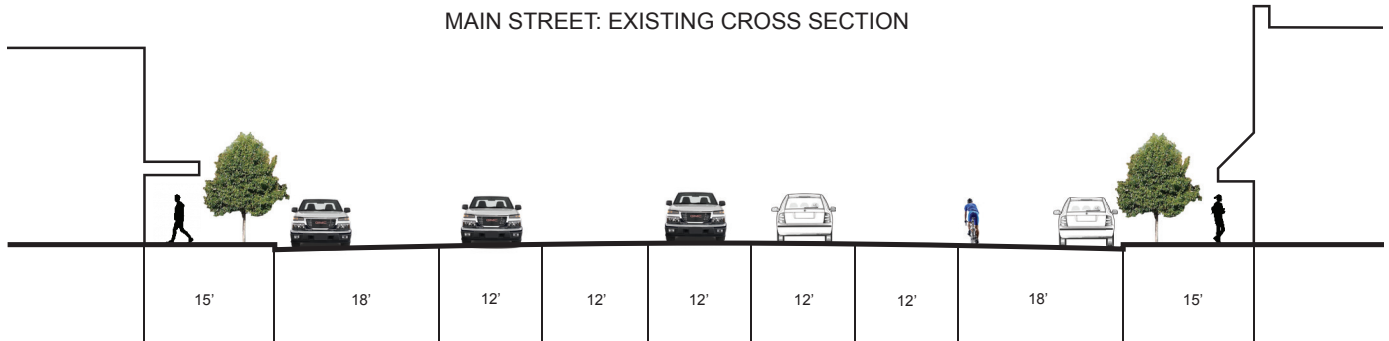 MAIN STREET: EXISTING CROSS SECTION
15’ 18’ 12’ 12’ 12’ 12’ 12’ 18’ 15’